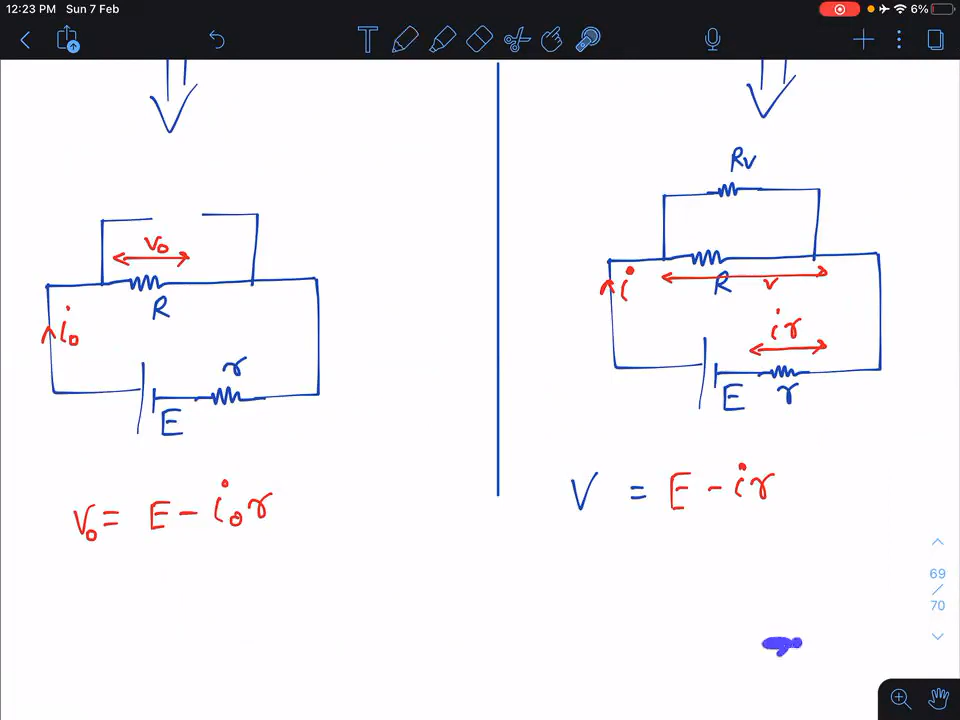 12:23 PM Sun 7 Feb
6%
T
Rv
v₀
R
i
R
v
i₀
ir
r
E
E
r
v₀ = E - i₀r
V = E - ir
69
/
70